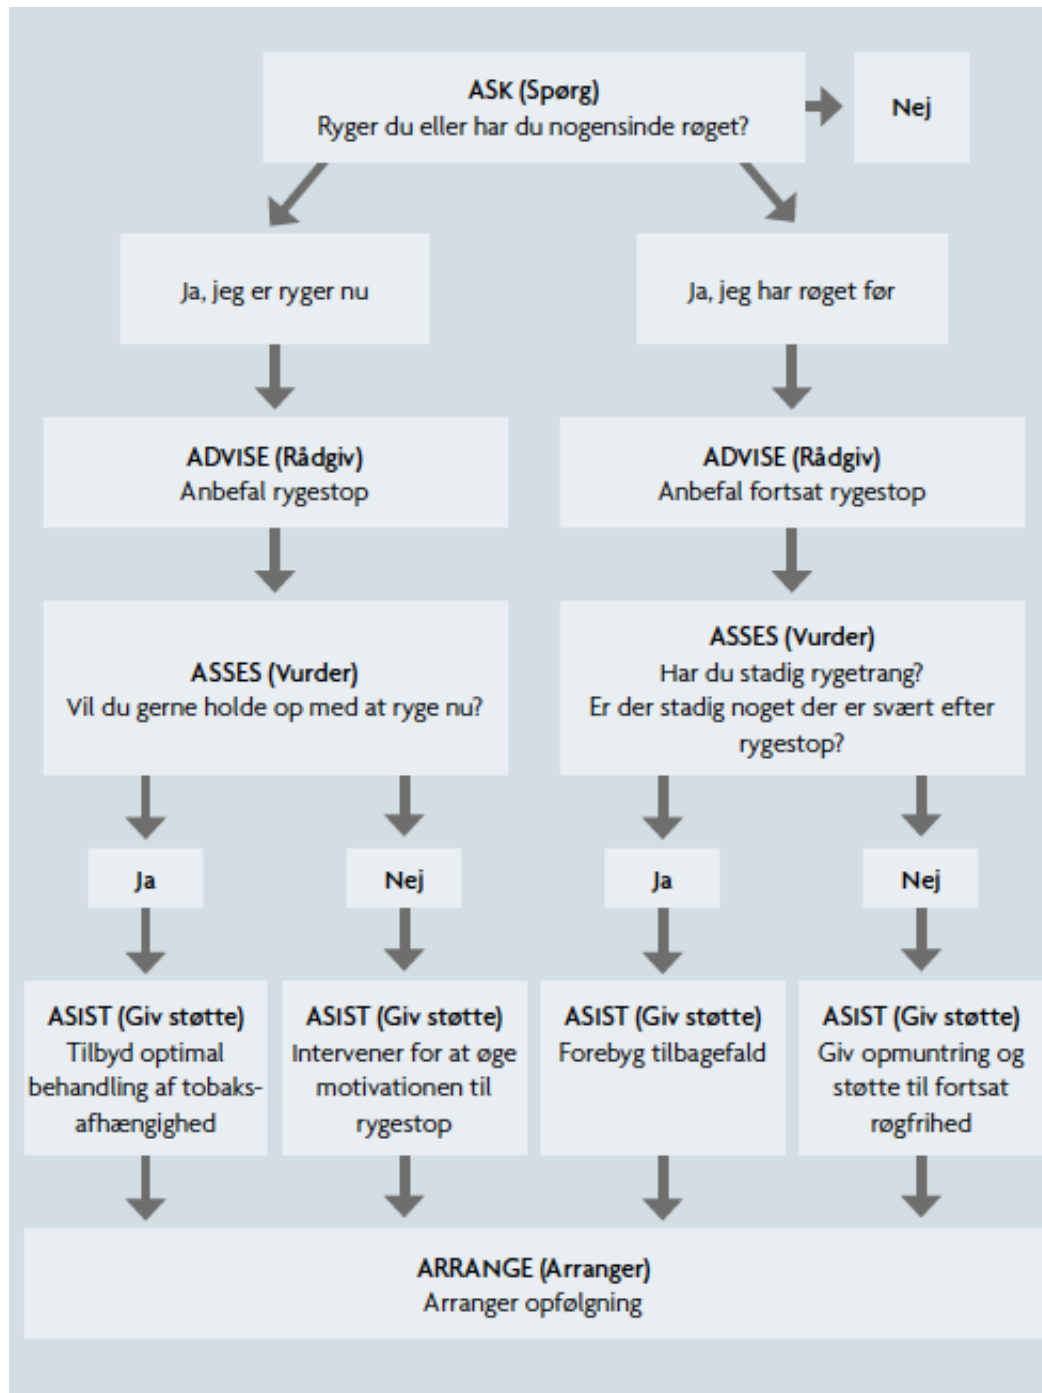 ASK (Spørg)
Ryger du eller har du nogensinde røget?
Nej
Ja, jeg er ryger nu
Ja, jeg har røget før
ADVISE (Rådgiv)
Anbefal rygestop
ADVISE (Rådgiv)
Anbefal fortsat rygestop
ASSES (Vurder)
Vil du gerne holde op med at ryge nu?
ASSES (Vurder)
Har du stadig rygetrang?
Er der stadig noget der er svært efter
rygestop?
Ja
Nej
Ja
Nej
ASIST (Giv støtte)
Tilbyd optimal
behandling af tobaks-
afhængighed
ASIST (Giv støtte)
Intervener for at øge
motivationen til
rygestop
ASIST (Giv støtte)
Forebyg tilbagefald
ASIST (Giv støtte)
Giv opmuntring og
støtte til fortsat
røgfrihed
ARRANGE (Arranger)
Arranger opfølgning